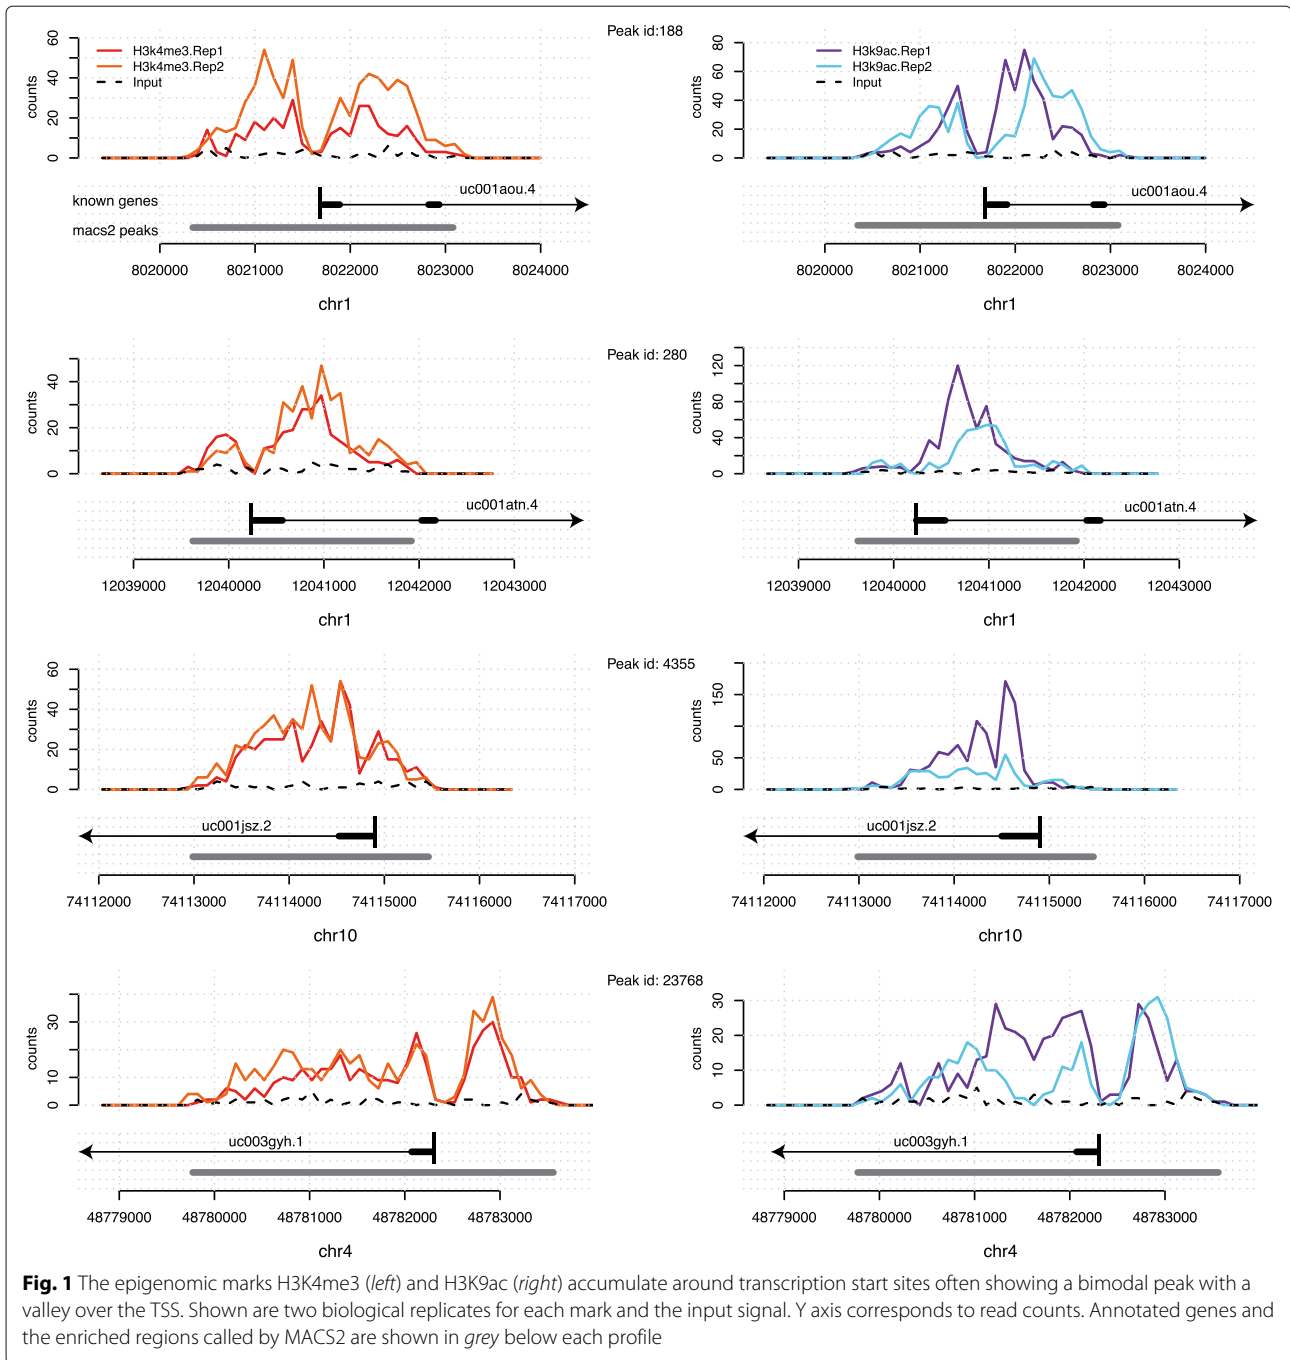 Peak id:188
counts
60
40
20
0
H3k4me3.Rep1
H3k4me3.Rep2
Input
counts
80
60
40
20
0
H3k9ac.Rep1
H3k9ac.Rep2
Input
known genes
uc001aou.4
macs2 peaks
8020000 8021000 8022000 8023000 8024000
chr1
uc001aou.4
8020000 8021000 8022000 8023000 8024000
chr1
Peak id: 280
counts
40
20
0
uc001atn.4
12039000 12040000 12041000 12042000 12043000
chr1
counts
120
80
40
0
uc001atn.4
12039000 12040000 12041000 12042000 12043000
chr1
Peak id: 4355
counts
60
40
20
0
uc001jsz.2
74112000 74113000 74114000 74115000 74116000 74117000
chr10
counts
150
50
0
uc001jsz.2
74112000 74113000 74114000 74115000 74116000 74117000
chr10
Peak id: 23768
counts
30
10
0
uc003gyh.1
48779000 48780000 48781000 48782000 48783000
chr4
counts
30
20
10
0
uc003gyh.1
48779000 48780000 48781000 48782000 48783000
chr4
Fig. 1 The epigenomic marks H3K4me3 (left) and H3K9ac (right) accumulate around transcription start sites often showing a bimodal peak with a
valley over the TSS. Shown are two biological replicates for each mark and the input signal. Y axis corresponds to read counts. Annotated genes and
the enriched regions called by MACS2 are shown in grey below each profile